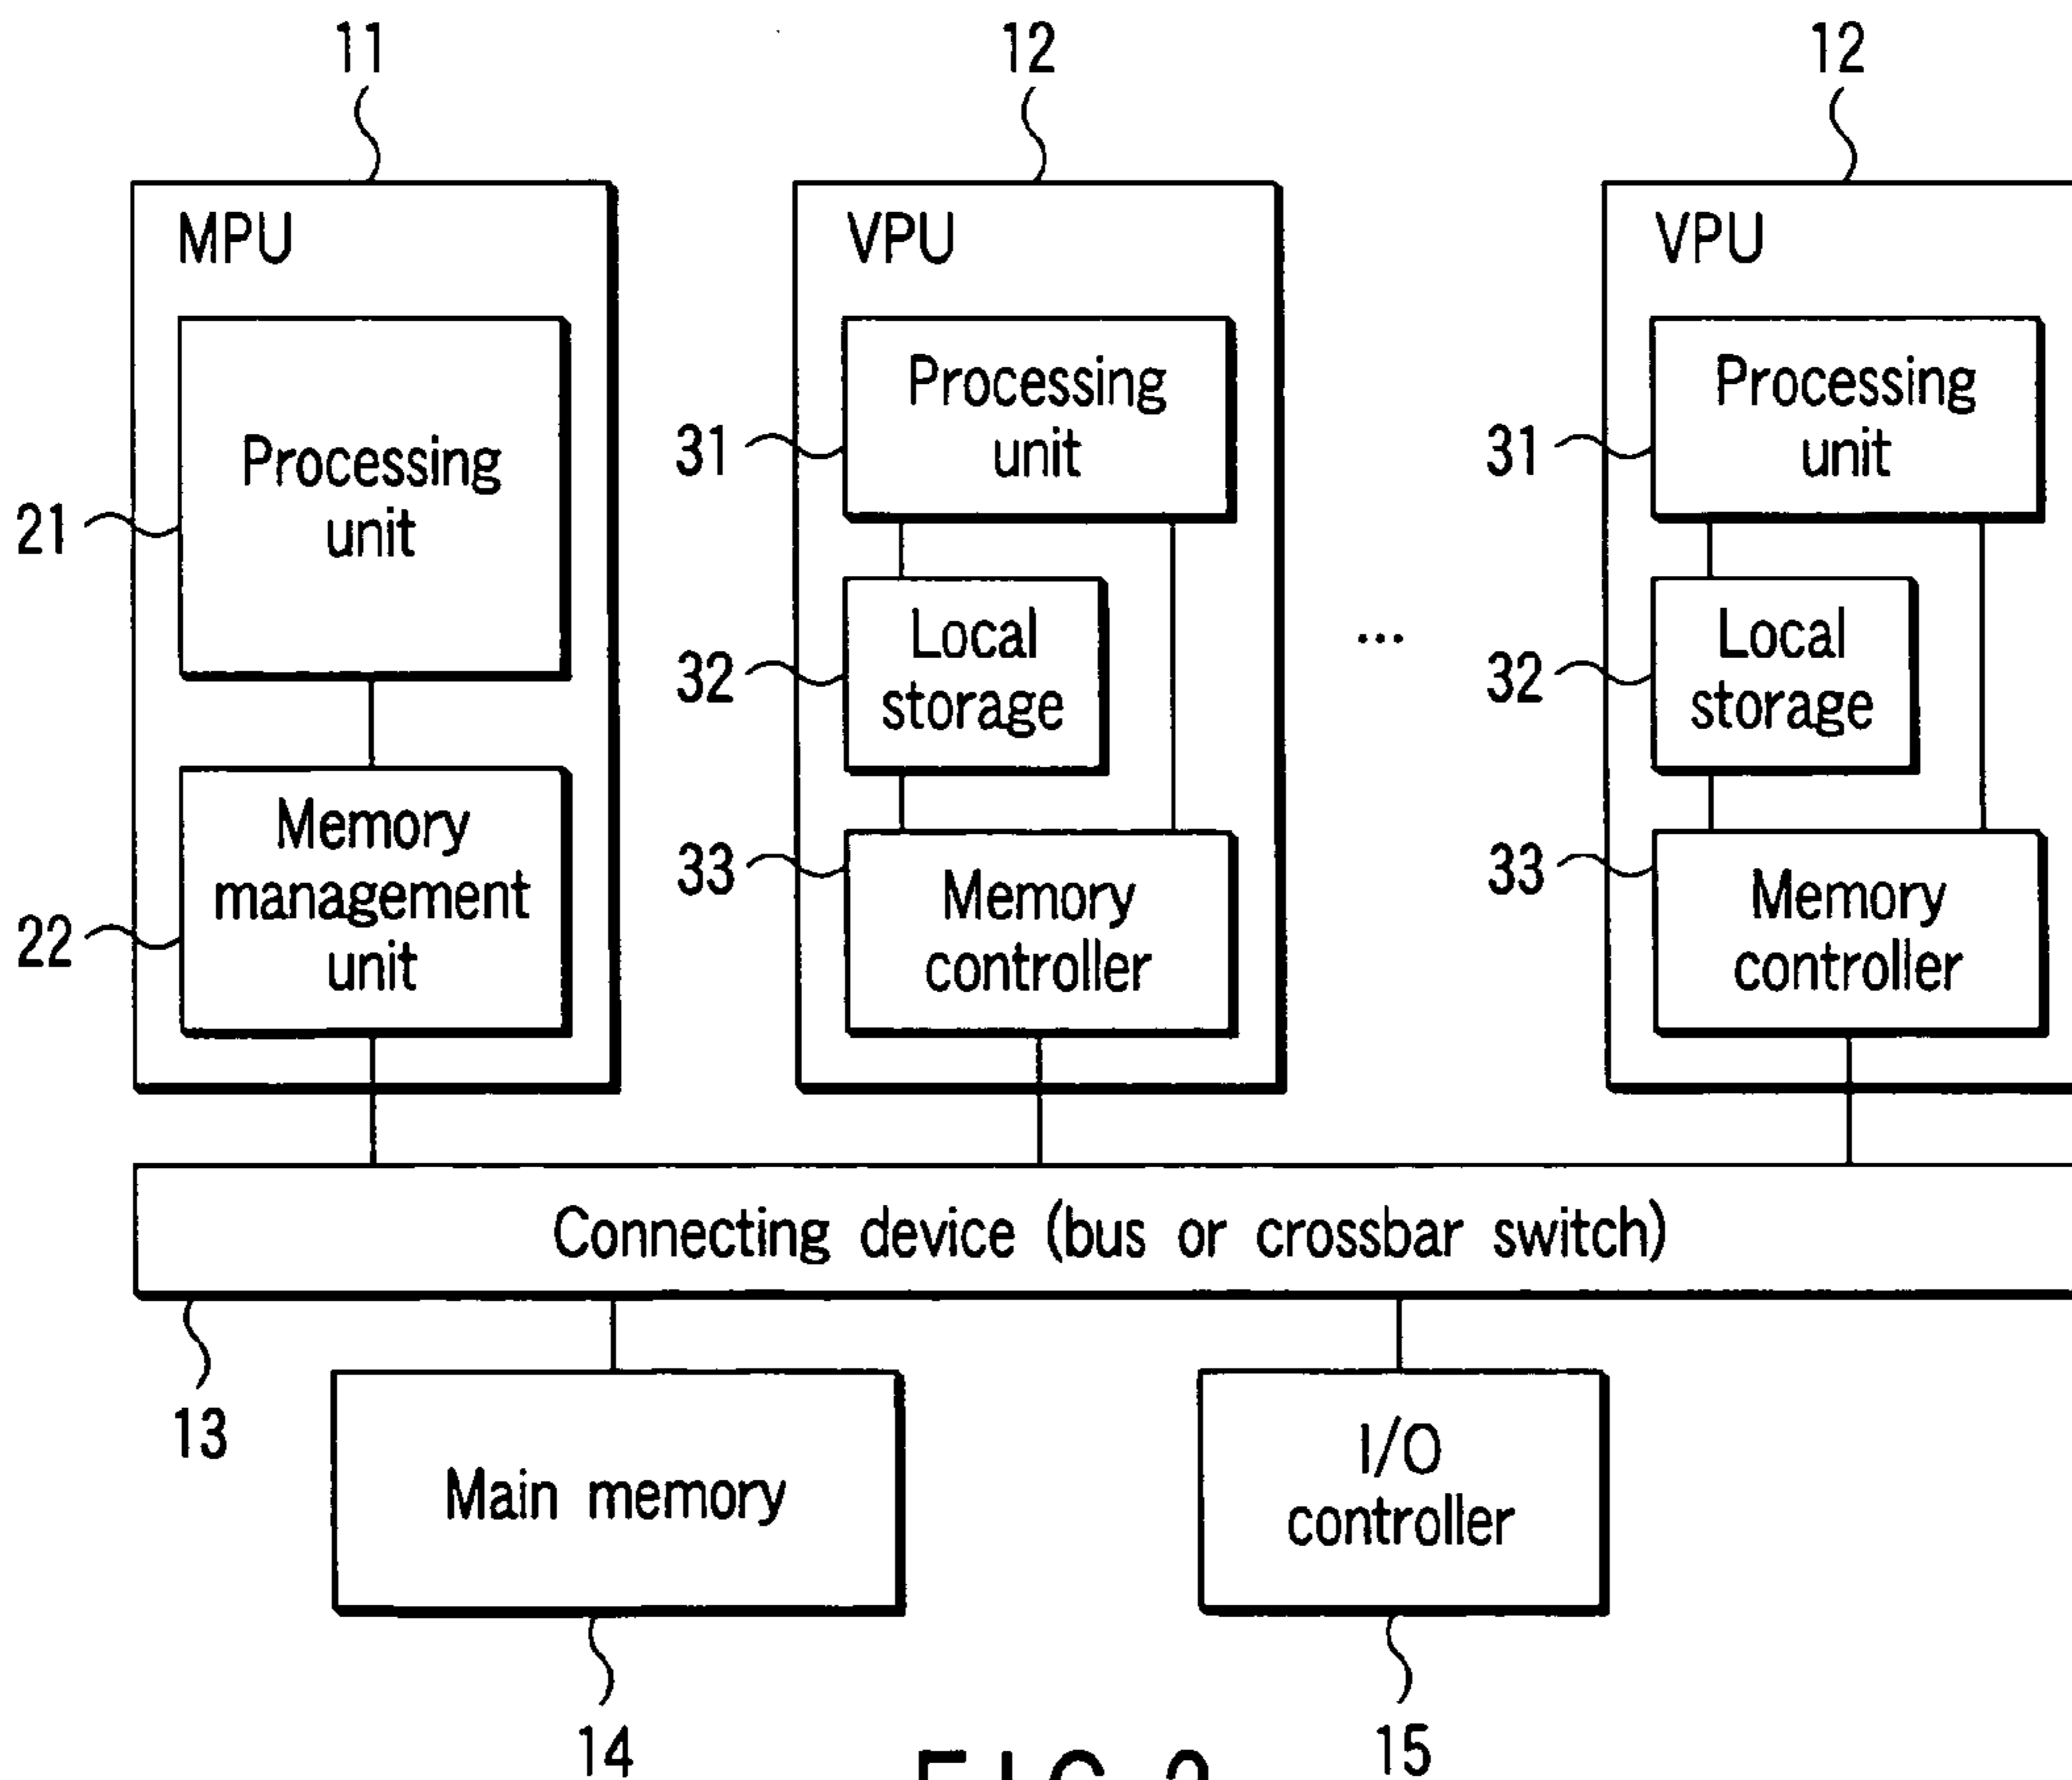 11
12
12
MPU
VPU
VPU
Processing
unit
21
Memory
management
unit
22
Processing
unit
31
Local
storage
32
Memory
controller
33
...
Processing
unit
31
Local
storage
32
Memory
controller
33
Connecting device (bus or crossbar switch)
13
Main memory
14
I/O
controller
15